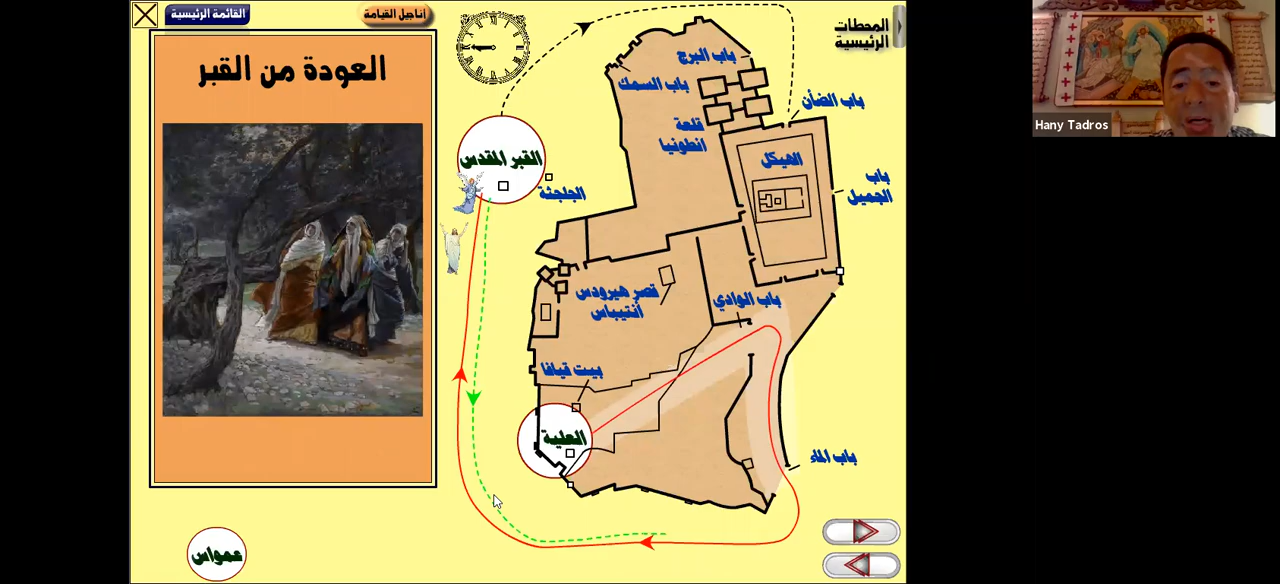 القائمة الرئيسية
أناجيل القيامة
العودة من القبر
المحطات
الرئيسية
باب البرج
باب السمك
باب الضأن
قلعة
انطونيا
الهيكل
القبر المقدس
الجلجثة
باب
الجميل
قصر هيرودس
أنتيباس
باب الوادي
بيت قيافا
العلية
باب الماء
عمواس
Hany Tadros